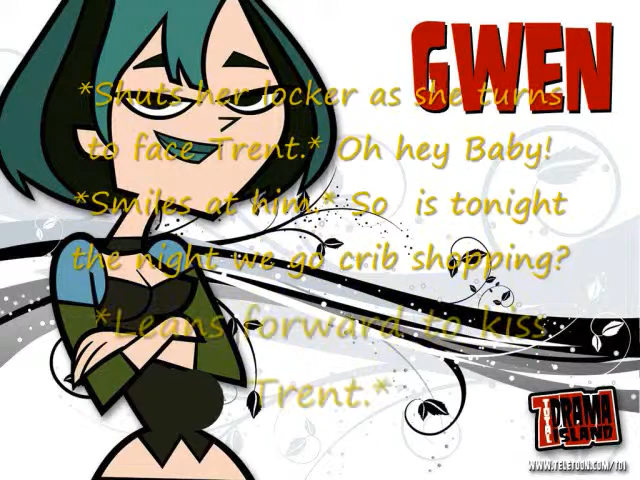 GWEN
*Shuts her locker as she turns
to face Trent.* Oh hey Baby!
*Smiles at him.* So is tonight
the night we go crib shopping?
*Leans forward to kiss
Trent.*
TOTAL
DRAMA
ISLAND
WWW.TELETOON.COM/TDI